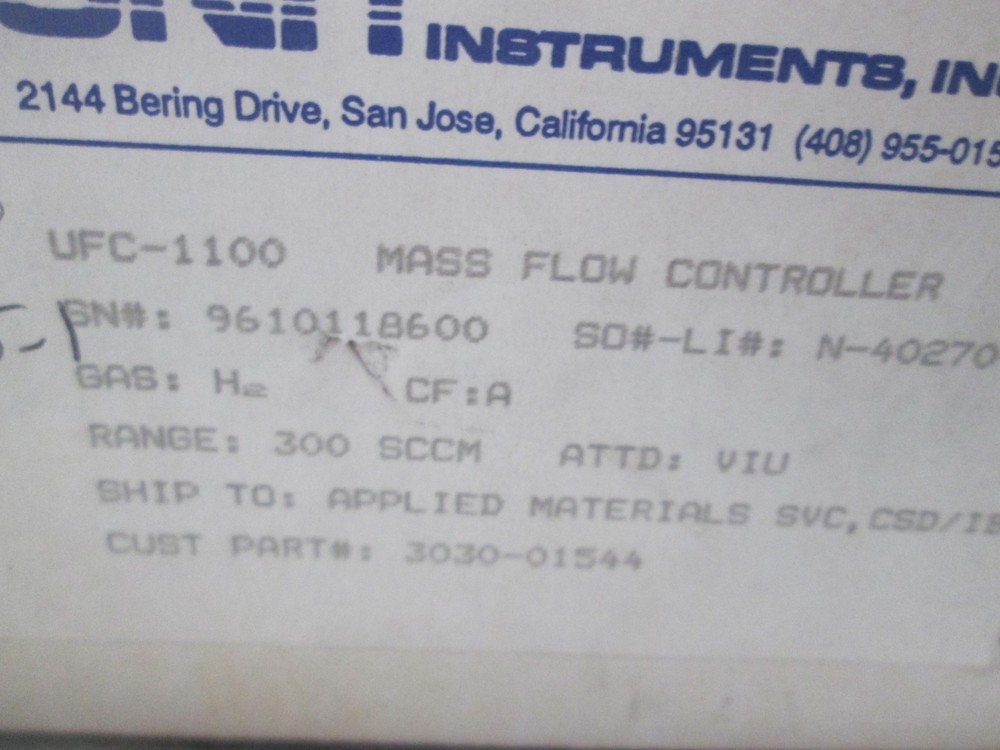 UNIT INSTRUMENTS, IN
2144 Bering Drive, San Jose, California 95131 (408) 955-015
UFC-1100 MASS FLOW CONTROLLER
SN#: 9610118600 SO#-LI#: N-40270
GAS: H₂ CF:A
RANGE: 300 SCCM ATTD: VIU
SHIP TO: APPLIED MATERIALS SVC,CSD/IE
CUST PART#: 3030-01544